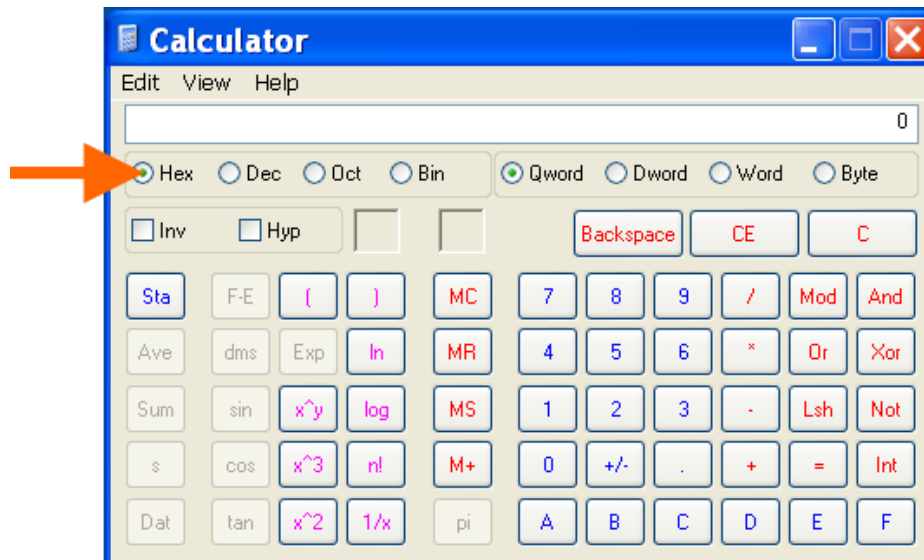 Calculator
Edit View Help
0
Hex Dec Oct Bin Qword Dword Word Byte
Inv Hyp Backspace CE C
Sta F-E ( ) MC 7 8 9 / Mod And
Ave dms Exp ln MR 4 5 6 * Or Xor
Sum sin x^y log MS 1 2 3 - Lsh Not
s cos x^3 n! M+ 0 +/- . + = Int
Dat tan x^2 1/x pi A B C D E F